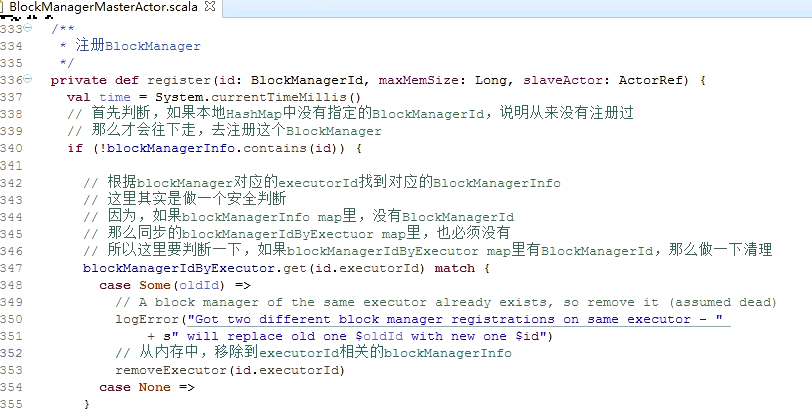 BlockManagerMasterActor.scala
333 /**
334 * 注册BlockManager
335 */
336 private def register(id: BlockManagerId, maxMemSize: Long, slaveActor: ActorRef) {
337 val time = System.currentTimeMillis()
338 // 首先判断，如果本地HashMap中没有指定的BlockManagerId，说明从来没有注册过
339 // 那么才会往下走，去注册这个BlockManager
340 if (!blockManagerInfo.contains(id)) {
341
342 // 根据blockManager对应的executorId找到对应的BlockManagerInfo
343 // 这里其实是做一个安全判断
344 // 因为，如果blockManagerInfo map里，没有BlockManagerId
345 // 那么同步的blockManagerIdByExectuor map里，也必须没有
346 // 所以这里要判断一下，如果blockManagerIdByExecutor map里有BlockManagerId，那么做一下清理
347 blockManagerIdByExecutor.get(id.executorId) match {
348 case Some(oldId) =>
349 // A block manager of the same executor already exists, so remove it (assumed dead)
350 logError("Got two different block manager registrations on same executor - "
351 + s" will replace old one $oldId with new one $id")
352 // 从内存中，移除到executorId相关的blockManagerInfo
353 removeExecutor(id.executorId)
354 case None =>
355 }